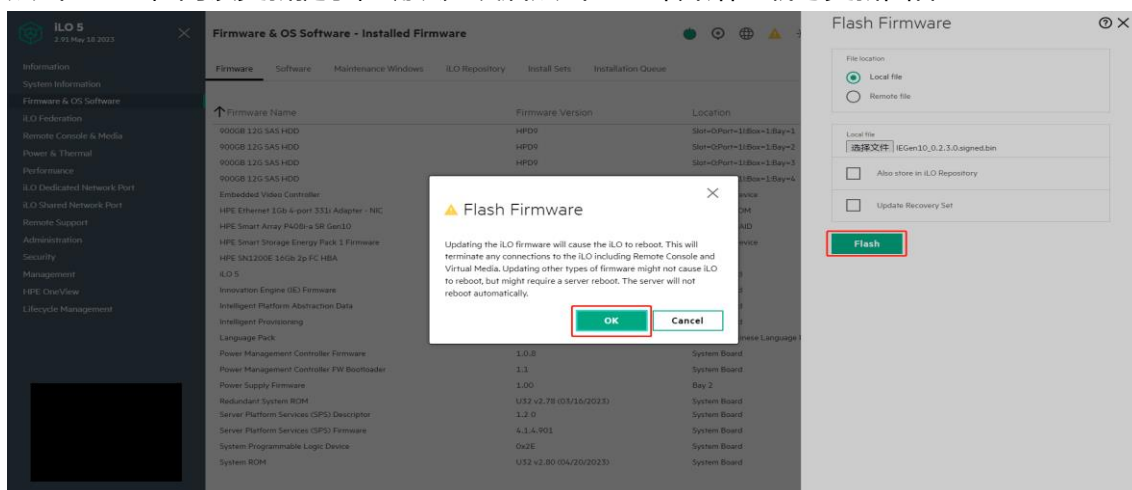 iLO 5
2.95 May 18 2023
Information
System Information
Firmware & OS Software
iLO Federation
Remote Console & Media
Power & Thermal
Performance
iLO Dedicated Network Port
iLO Shared Network Port
Remote Support
Administration
Security
Management
HPE OneView
Lifecycle Management
Firmware & OS Software - Installed Firmware
Firmware Software Maintenance Windows iLO Repository Install Sets Installation Queue
Firmware Name Firmware Version Location
900GB 12G SAS HDD HPD9 Slot=0:Port=1I:Box=1:Bay=1
900GB 12G SAS HDD HPD9 Slot=0:Port=1I:Box=1:Bay=2
900GB 12G SAS HDD HPD9 Slot=0:Port=1I:Box=1:Bay=3
900GB 12G SAS HDD
Embedded Video Controller
HPE Ethernet 1Gb 4-port 331i Adapter - NIC
HPE Smart Array P408i-a SR Gen10
HPE Smart Storage Energy Pack 1 Firmware
HPE SN1200E 16Gb 2p FC HBA
iLO 5
Innovation Engine (IE) Firmware
Intelligent Platform Abstraction Data
Intelligent Provisioning
Language Pack
Power Management Controller Firmware 1.0.8 System Board
Power Management Controller FW Bootloader 1.1 System Board
Power Supply Firmware 1.00 Bay 2
Redundant System ROM U32 v2.78 (03/16/2023) System Board
Server Platform Services (SPS) Descriptor 1.2 0 System Board
Server Platform Services (SPS) Firmware 4.1.4.901 System Board
System Programmable Logic Device 0x2E System Board
System ROM U32 v2.80 (04/20/2023) System Board
Flash Firmware
Updating the iLO firmware will cause the iLO to reboot. This will
terminate any connections to the iLO including Remote Console and
Virtual Media. Updating other types of firmware might not cause iLO
to reboot, but might require a server reboot. The server will not
reboot automatically.
OK Cancel
Flash Firmware
File location
Local file
Remote file
Local file
选择文件 IEGen10_0.2.3.0.signed.bin
Also store in iLO Repository
Update Recovery Set
Flash